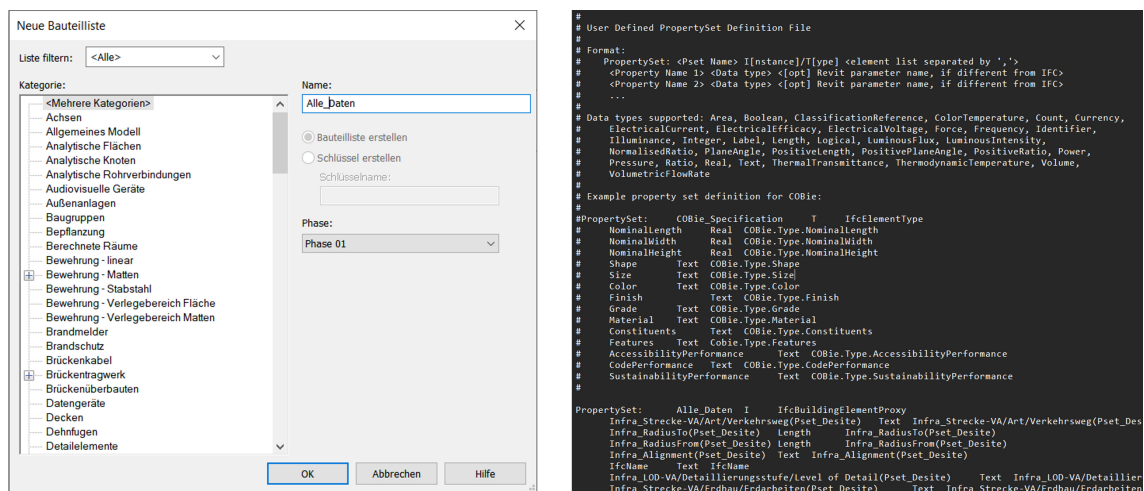 Neue Bauteilliste
Liste filtern: <Alle>
Kategorie:
<Mehrere Kategorien>
Achsen
Allgemeines Modell
Analytische Flächen
Analytische Knoten
Analytische Rohrverbindungen
Audiovisuelle Geräte
Außenanlagen
Baugruppen
Bepflanzung
Berechnete Räume
Bewehrung - linear
Bewehrung - Matten
Bewehrung - Stabstahl
Bewehrung - Verlegebereich Fläche
Bewehrung - Verlegebereich Matten
Brandmelder
Brandschutz
Brückenkabel
Brückentragwerk
Brückenüberbauten
Datengeräte
Decken
Dehnfugen
Detailelemente
Name:
Alle_Daten
Bauteilliste erstellen
Schlüssel erstellen
Schlüsselname:
Phase:
Phase 01
OK Abbrechen Hilfe
#
# User Defined PropertySet Definition File
#
# Format:
# PropertySet: <Pset Name> I[nstance]/T[ype] <element list separated by ','>
# <Property Name 1> <Data type> <[opt] Revit parameter name, if different from IFC>
# <Property Name 2> <Data type> <[opt] Revit parameter name, if different from IFC>
# ...
#
# Data types supported: Area, Boolean, ClassificationReference, ColorTemperature, Count, Currency,
# ElectricalCurrent, ElectricalEfficacy, ElectricalVoltage, Force, Frequency, Identifier,
# Illuminance, Integer, Label, Length, Logical, LuminousFlux, LuminousIntensity,
# NormalisedRatio, PlaneAngle, PositiveLength, PositivePlaneAngle, PositiveRatio, Power,
# Pressure, Ratio, Real, Text, ThermalTransmittance, ThermodynamicTemperature, Volume,
# VolumetricFlowRate
#
# Example property set definition for COBie:
#
#PropertySet: COBie_Specification T IfcElementType
# NominalLength Real COBie.Type.NominalLength
# NominalWidth Real COBie.Type.NominalWidth
# NominalHeight Real COBie.Type.NominalHeight
# Shape Text COBie.Type.Shape
# Size Text COBie.Type.Size
# Color Text COBie.Type.Color
# Finish Text COBie.Type.Finish
# Grade Text COBie.Type.Grade
# Material Text COBie.Type.Material
# Constituents Text COBie.Type.Constituents
# Features Text Cobie.Type.Features
# AccessibilityPerformance Text COBie.Type.AccessibilityPerformance
# CodePerformance Text COBie.Type.CodePerformance
# SustainabilityPerformance Text COBie.Type.SustainabilityPerformance
#
PropertySet: Alle_Daten I IfcBuildingElementProxy
Infra_Strecke-VA/Art/Verkehrsweg(Pset_Desite) Text Infra_Strecke-VA/Art/Verkehrsweg(Pset_Des
Infra_RadiusTo(Pset_Desite) Length Infra_RadiusTo(Pset_Desite)
Infra_RadiusFrom(Pset_Desite) Length Infra_RadiusFrom(Pset_Desite)
Infra_Alignment(Pset_Desite) Text Infra_Alignment(Pset_Desite)
IfcName Text IfcName
Infra_LOD-VA/Detaillierungsstufe/Level of Detail(Pset_Desite) Text Infra_LOD-VA/Detaillier
Infra_Strecke-VA/Erdbau/Erdarbeiten(Pset_Desite) Text Infra_Strecke-VA/Erdbau/Erdarbeiten